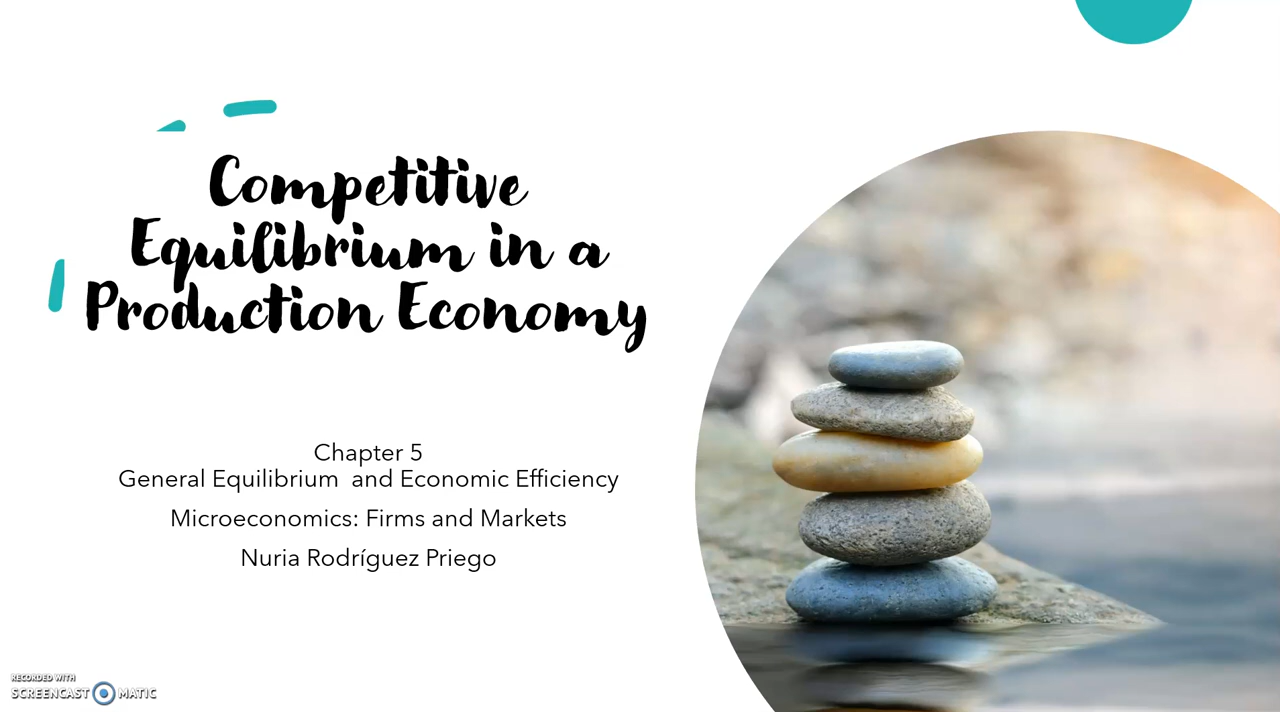 Competitive
Equilibrium in a
Production Economy
Chapter 5
General Equilibrium and Economic Efficiency
Microeconomics: Firms and Markets
Nuria Rodríguez Priego
RECORDED WITH
SCREENCAST MATIC